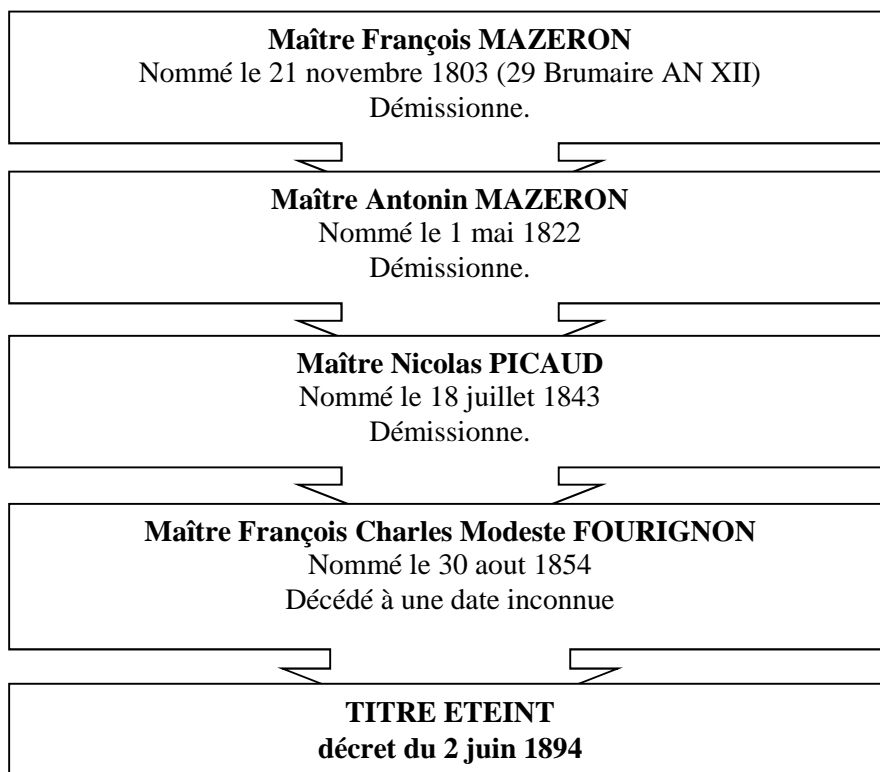 Maître François MAZERON
Nommé le 21 novembre 1803 (29 Brumaire AN XII)
Démissionne.
Maître Antonin MAZERON
Nommé le 1 mai 1822
Démissionne.
Maître Nicolas PICAUD
Nommé le 18 juillet 1843
Démissionne.
Maître François Charles Modeste FOURIGNON
Nommé le 30 aout 1854
Décédé à une date inconnue
TITRE ETEINT
décret du 2 juin 1894